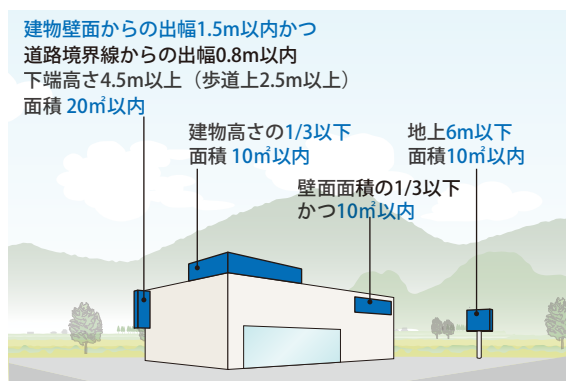 建物壁面からの出幅1.5m以内かつ
道路境界線からの出幅0.8m以内
下端高さ4.5m以上（歩道上2.5m以上）
面積 20㎡以内
建物高さの1/3以下
面積 10㎡以内
地上6m以下
面積10㎡以内
壁面面積の1/3以下
かつ10㎡以内